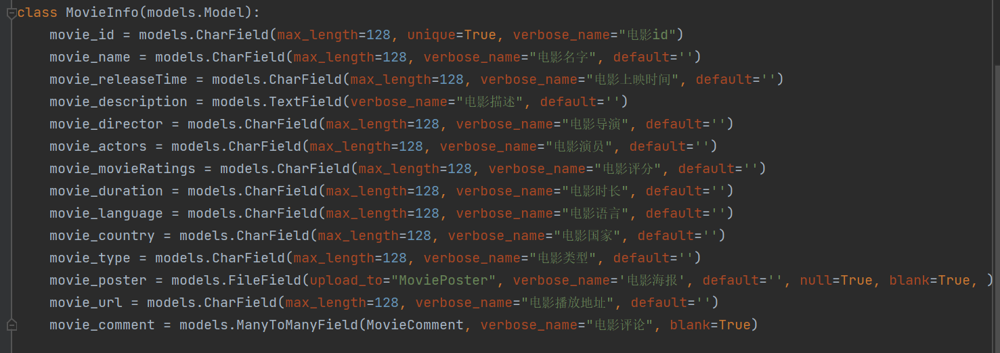 class MovieInfo(models.Model):
    movie_id = models.CharField(max_length=128, unique=True, verbose_name="电影id")
    movie_name = models.CharField(max_length=128, verbose_name="电影名字", default='')
    movie_releaseTime = models.CharField(max_length=128, verbose_name="电影上映时间", default='')
    movie_description = models.TextField(verbose_name="电影描述", default='')
    movie_director = models.CharField(max_length=128, verbose_name="电影导演", default='')
    movie_actors = models.CharField(max_length=128, verbose_name="电影演员", default='')
    movie_movieRatings = models.CharField(max_length=128, verbose_name="电影评分", default='')
    movie_duration = models.CharField(max_length=128, verbose_name="电影时长", default='')
    movie_language = models.CharField(max_length=128, verbose_name="电影语言", default='')
    movie_country = models.CharField(max_length=128, verbose_name="电影国家", default='')
    movie_type = models.CharField(max_length=128, verbose_name="电影类型", default='')
    movie_poster = models.FileField(upload_to="MoviePoster", verbose_name='电影海报', default='', null=True, blank=True, )
    movie_url = models.CharField(max_length=128, verbose_name="电影播放地址", default='')
    movie_comment = models.ManyToManyField(MovieComment, verbose_name="电影评论", blank=True)